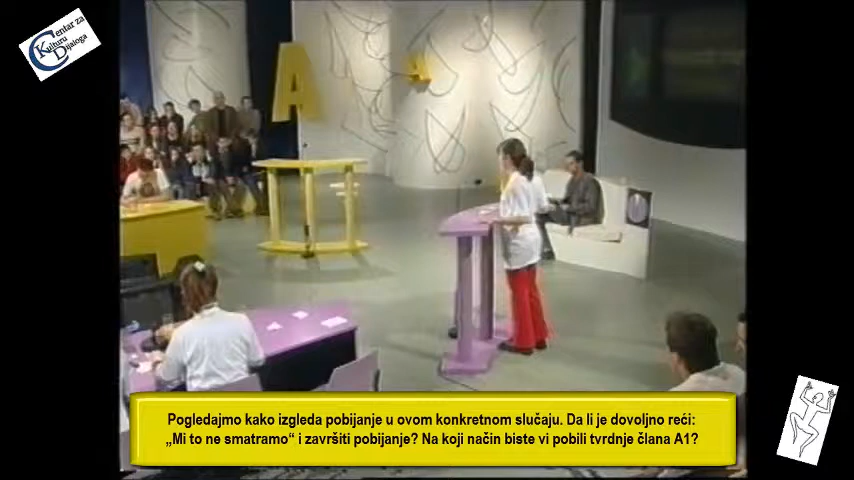 Centar za
Kulturu
Dijaloga
A
Pogledajmo kako izgleda pobijanje u ovom konkretnom slučaju. Da li je dovoljno reći:
„Mi to ne smatramo“ i završiti pobijanje? Na koji način biste vi pobili tvrdnje člana A1?